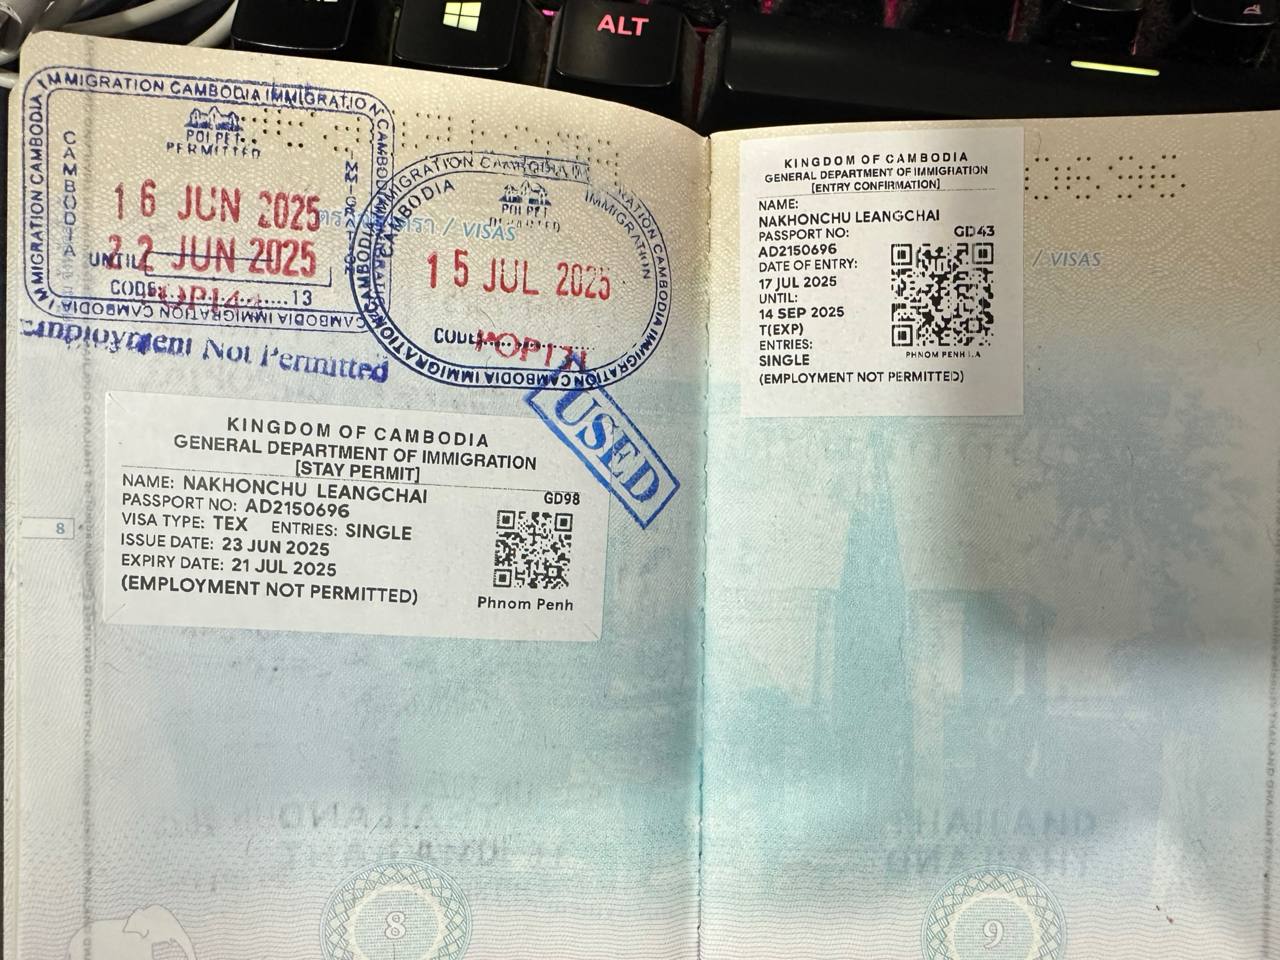 ALT
IMMIGRATION CAMBODIA IMMIGRATION CAMBODIA
CAMBODIA
IMMIGRATION
POI PET
PERMITTED
16 JUN 2025
UNTIL 22 JUN 2025
CODE 13
Employment Not Permitted
IMMIGRATION CAMBODIA IMMIGRATION
CAMBODIA
IMMIGRATION
POI PET
15 JUL 2025
CODE
USED
/ VISAS
KINGDOM OF CAMBODIA
GENERAL DEPARTMENT OF IMMIGRATION
[STAY PERMIT]
NAME: NAKHONCHU LEANGCHAI
PASSPORT NO: AD2150696 GD98
VISA TYPE: TEX ENTRIES: SINGLE
ISSUE DATE: 23 JUN 2025
EXPIRY DATE: 21 JUL 2025
(EMPLOYMENT NOT PERMITTED)
Phnom Penh
8
8
KINGDOM OF CAMBODIA
GENERAL DEPARTMENT OF IMMIGRATION
[ENTRY CONFIRMATION]
NAME:
NAKHONCHU LEANGCHAI
PASSPORT NO: GD43
AD2150696
DATE OF ENTRY:
17 JUL 2025
UNTIL:
14 SEP 2025
T(EXP)
ENTRIES:
SINGLE
PHNOM PENH I.A
(EMPLOYMENT NOT PERMITTED)
/ VISAS
9